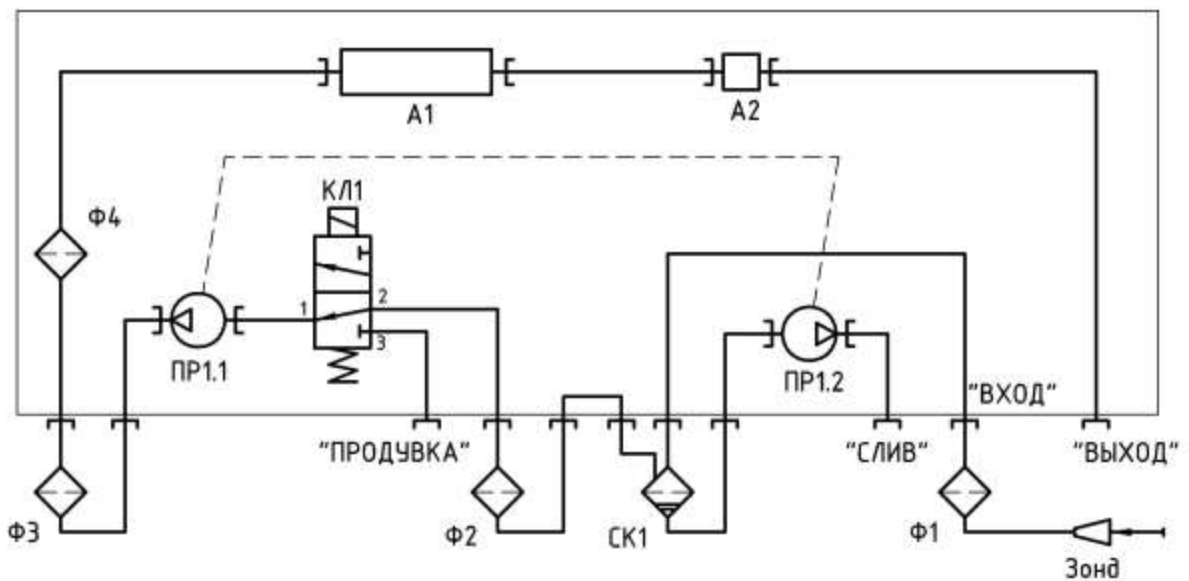 А1
А2
КЛ1
Ф4
1
2
3
ПР1.1
ПР1.2
"ВХОД"
"ПРОДУВКА"
"СЛИВ"
"ВЫХОД"
Ф3
Ф2
СК1
Ф1
Зонд